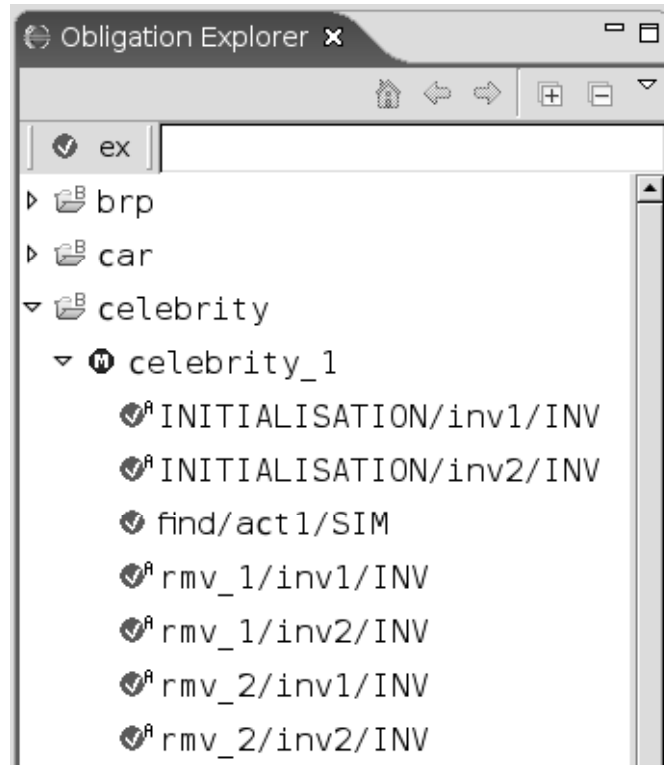 Obligation Explorer
ex
brp
car
celebrity
celebrity_1
INITIALISATION/inv1/INV
INITIALISATION/inv2/INV
find/act1/SIM
rmv_1/inv1/INV
rmv_1/inv2/INV
rmv_2/inv1/INV
rmv_2/inv2/INV